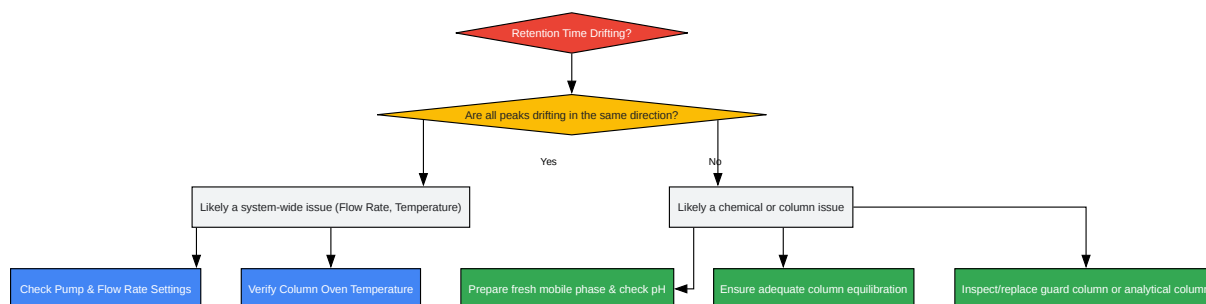 Retention Time Drifting?
Are all peaks drifting in the same direction?
Yes
No
Likely a system-wide issue (Flow Rate, Temperature)
Likely a chemical or column issue
Check Pump & Flow Rate Settings
Verify Column Oven Temperature
Prepare fresh mobile phase & check pH
Ensure adequate column equilibration
Inspect/replace guard column or analytical column